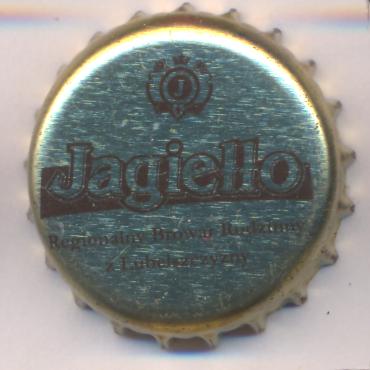 J
Jagiełło
Regionalny Browar Rodzinny
z Lubelszczyzny